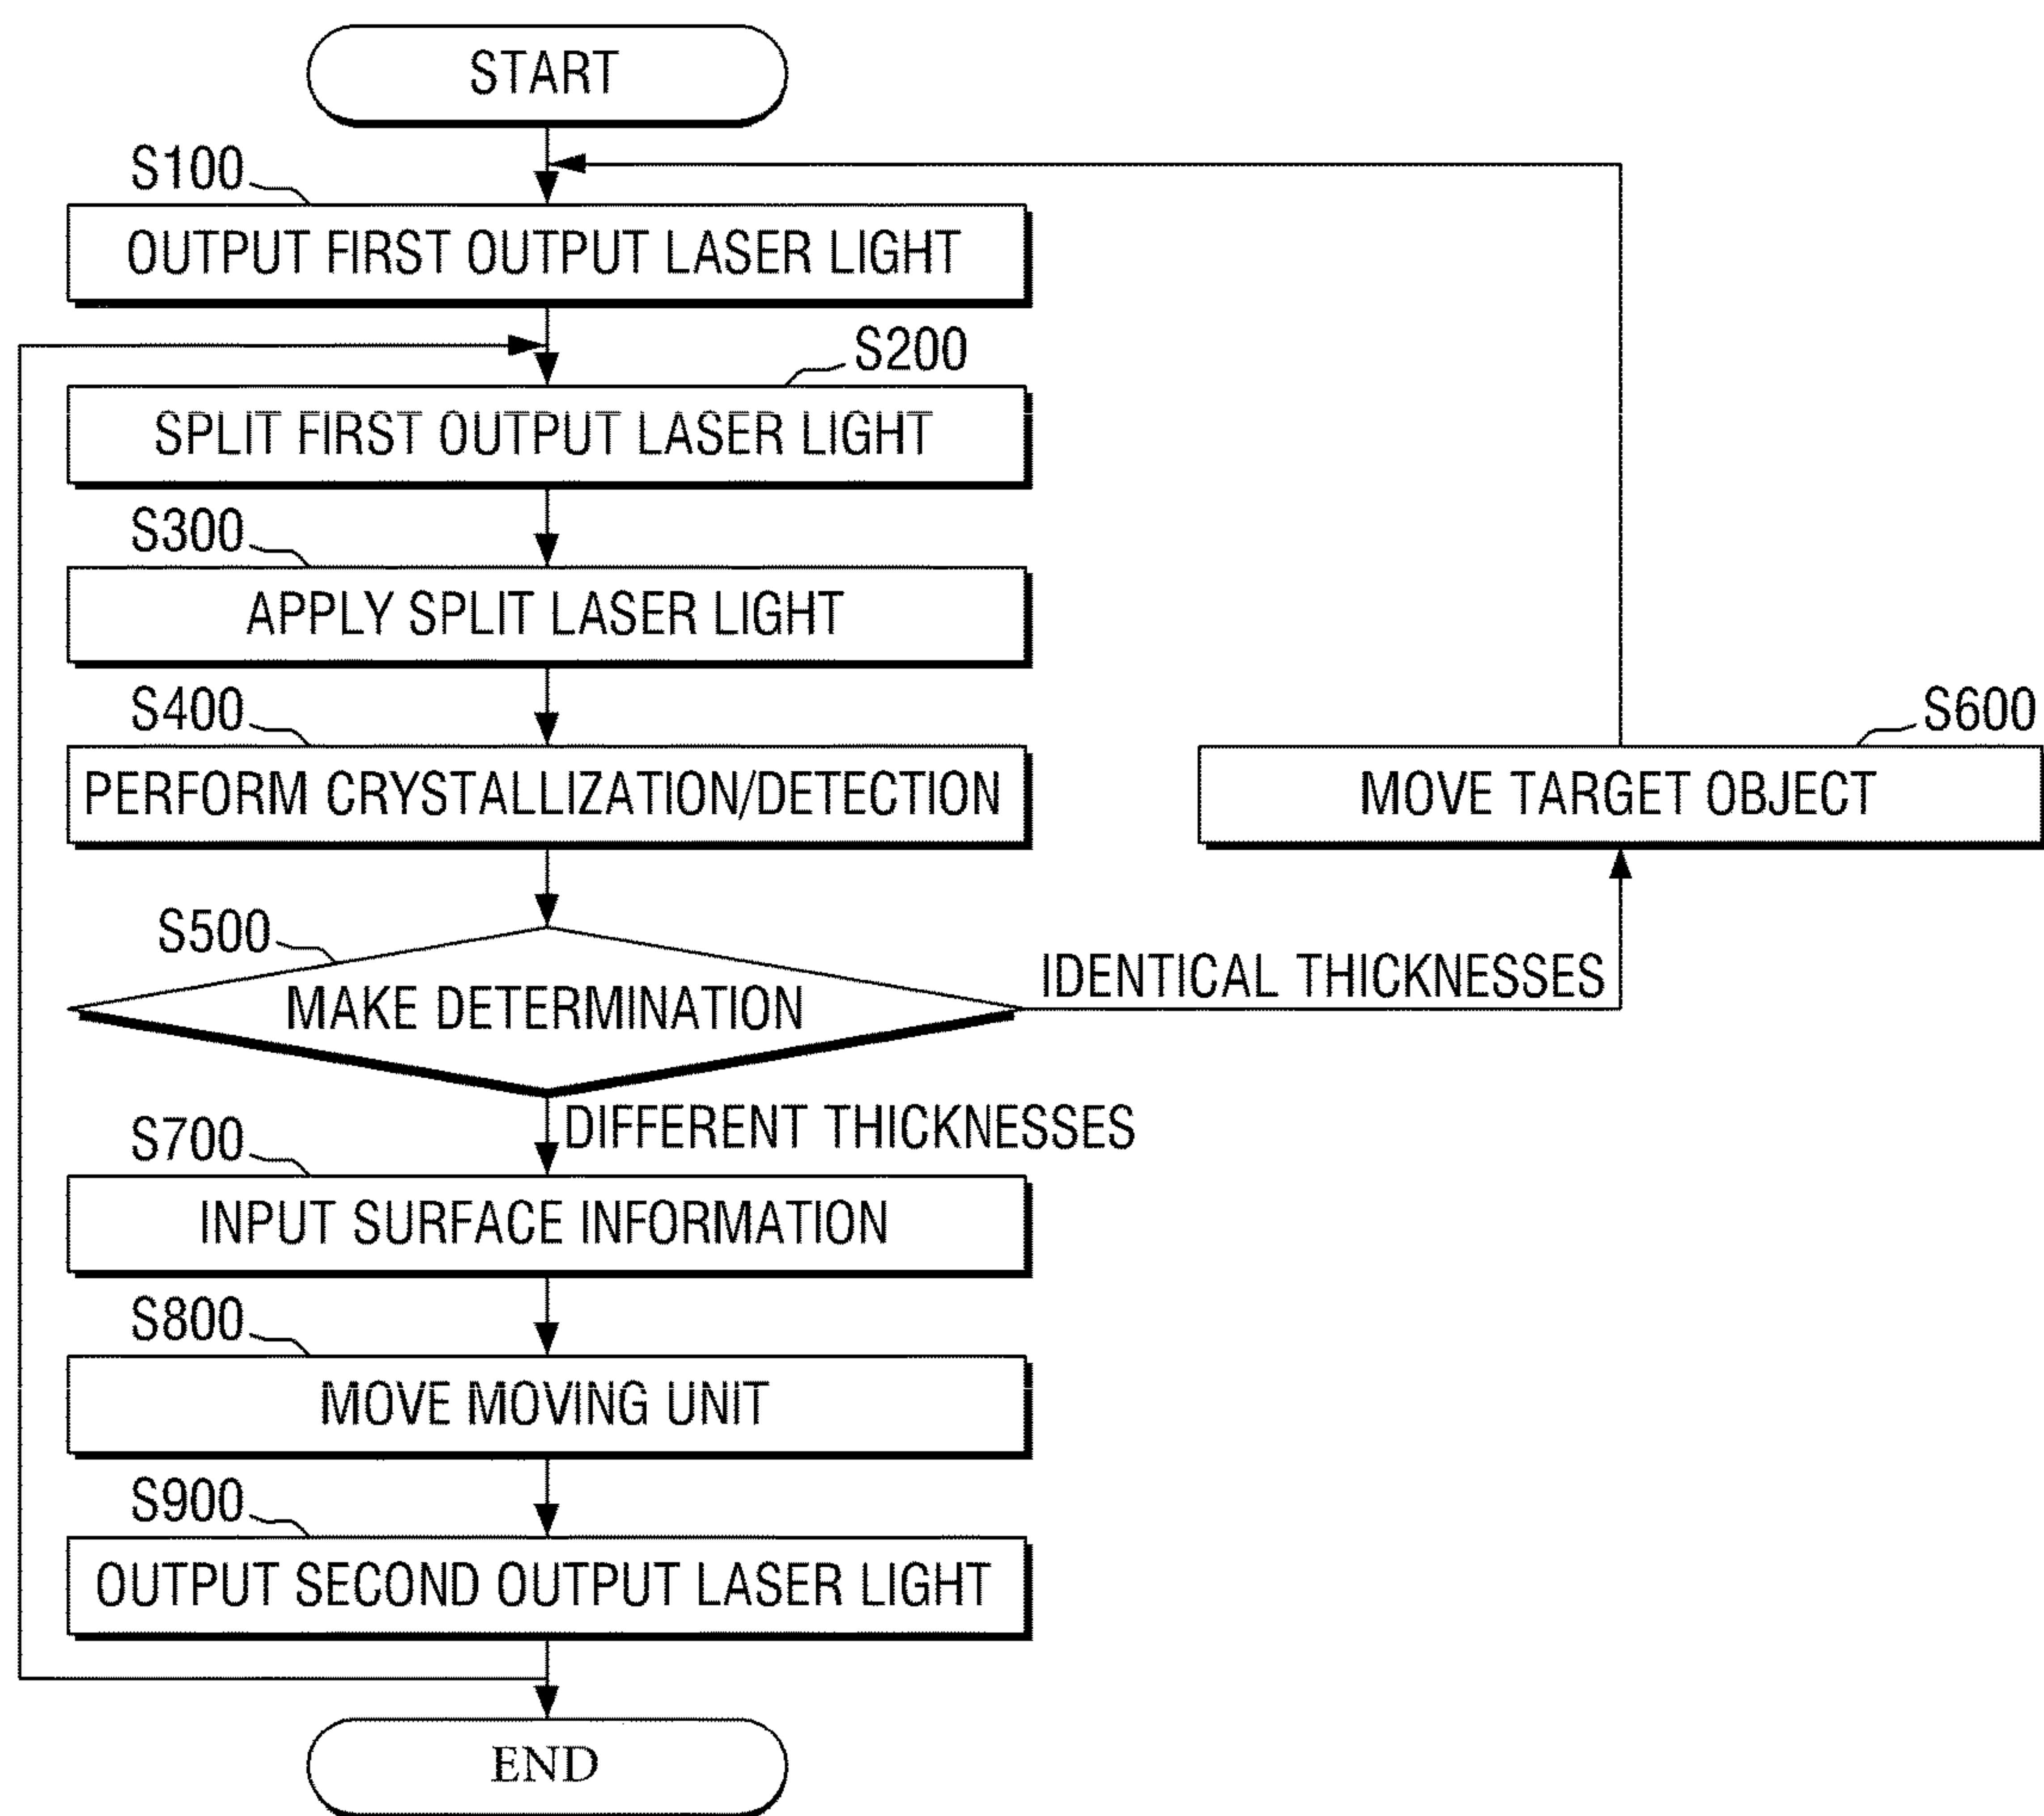 START
S100
OUTPUT FIRST OUTPUT LASER LIGHT
S200
SPLIT FIRST OUTPUT LASER LIGHT
S300
APPLY SPLIT LASER LIGHT
S400
PERFORM CRYSTALLIZATION/DETECTION
S600
MOVE TARGET OBJECT
S500
MAKE DETERMINATION
IDENTICAL THICKNESSES
DIFFERENT THICKNESSES
S700
INPUT SURFACE INFORMATION
S800
MOVE MOVING UNIT
S900
OUTPUT SECOND OUTPUT LASER LIGHT
END